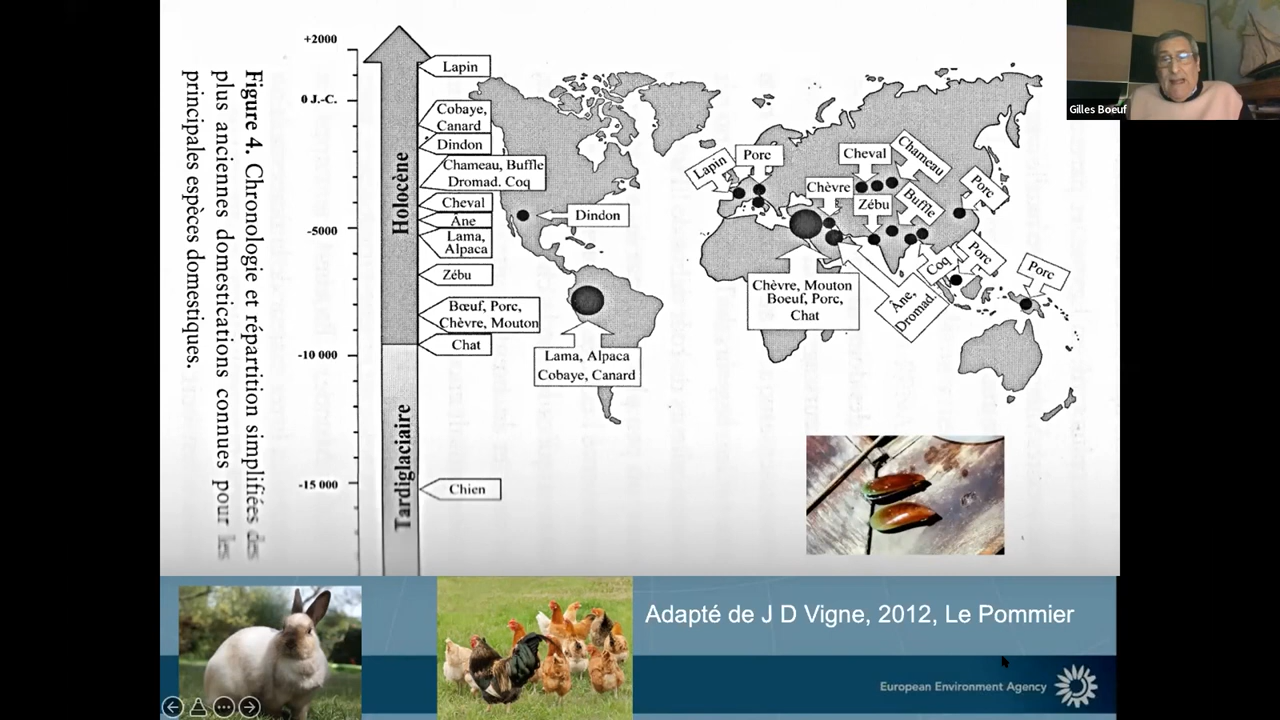 Figure 4. Chronologie et répartition simplifiées des
plus anciennes domestications connues pour les
principales espèces domestiques.
+2000
0 J.-C.
-5000
-10 000
-15 000
Holocène
Tardiglaciaire
Lapin
Cobaye,
Canard
Dindon
Chameau, Buffle
Dromad. Coq
Cheval
Âne
Lama,
Alpaca
Zébu
Bœuf, Porc,
Chèvre, Mouton
Chat
Chien
Dindon
Lama, Alpaca
Cobaye, Canard
Lapin
Porc
Chèvre
Cheval
Chameau
Zébu
Buffle
Porc
Chèvre, Mouton
Boeuf, Porc,
Chat
Âne,
Dromad.
Coq
Porc
Porc
Gilles Boeuf
Adapté de J D Vigne, 2012, Le Pommier
European Environment Agency